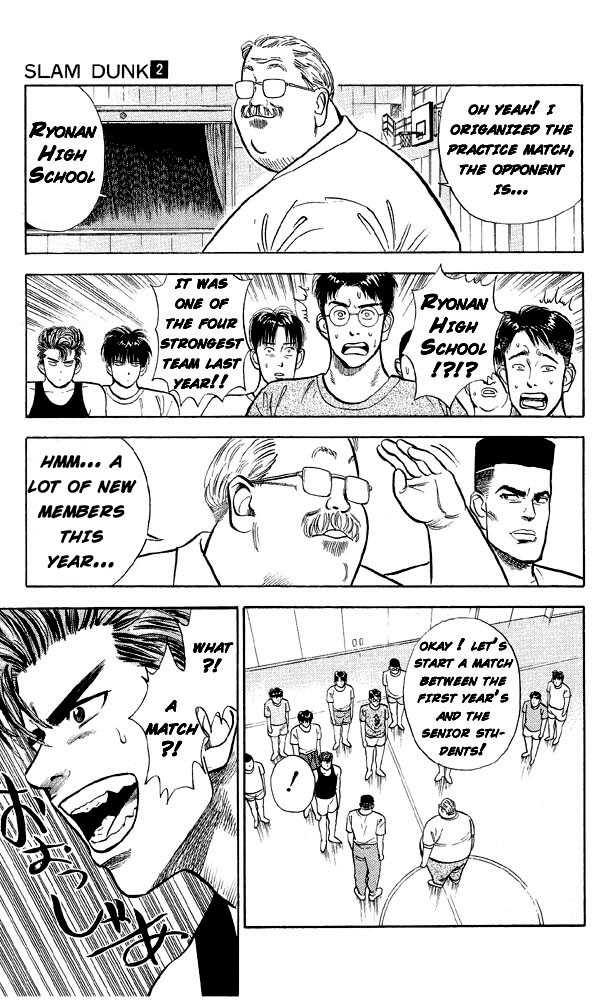 SLAM DUNK 2
OH YEAH! I
ORIGANIZED THE
PRACTICE MATCH,
THE OPPONENT
IS...
RYONAN
HIGH
SCHOOL
RYONAN
HIGH
SCHOOL
!?!?
IT WAS
ONE OF
THE FOUR
STRONGEST
TEAM LAST
YEAR!!
HMM... A
LOT OF NEW
MEMBERS
THIS
YEAR...
OKAY! LET'S
START A MATCH
BETWEEN THE
FIRST YEAR'S
AND THE
SENIOR STU-
DENTS!
!
WHAT
?!
A
MATCH
?!
おおっしゃあ